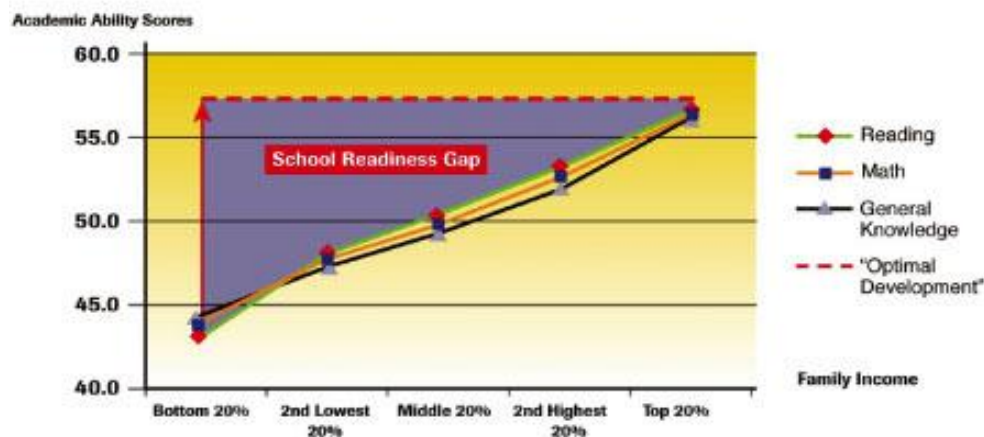 Academic Ability Scores
60.0
55.0
50.0
45.0
40.0
School Readiness Gap
Reading
Math
General
Knowledge
"Optimal
Development"
Family Income
Bottom 20%
2nd Lowest
20%
Middle 20%
2nd Highest
20%
Top 20%